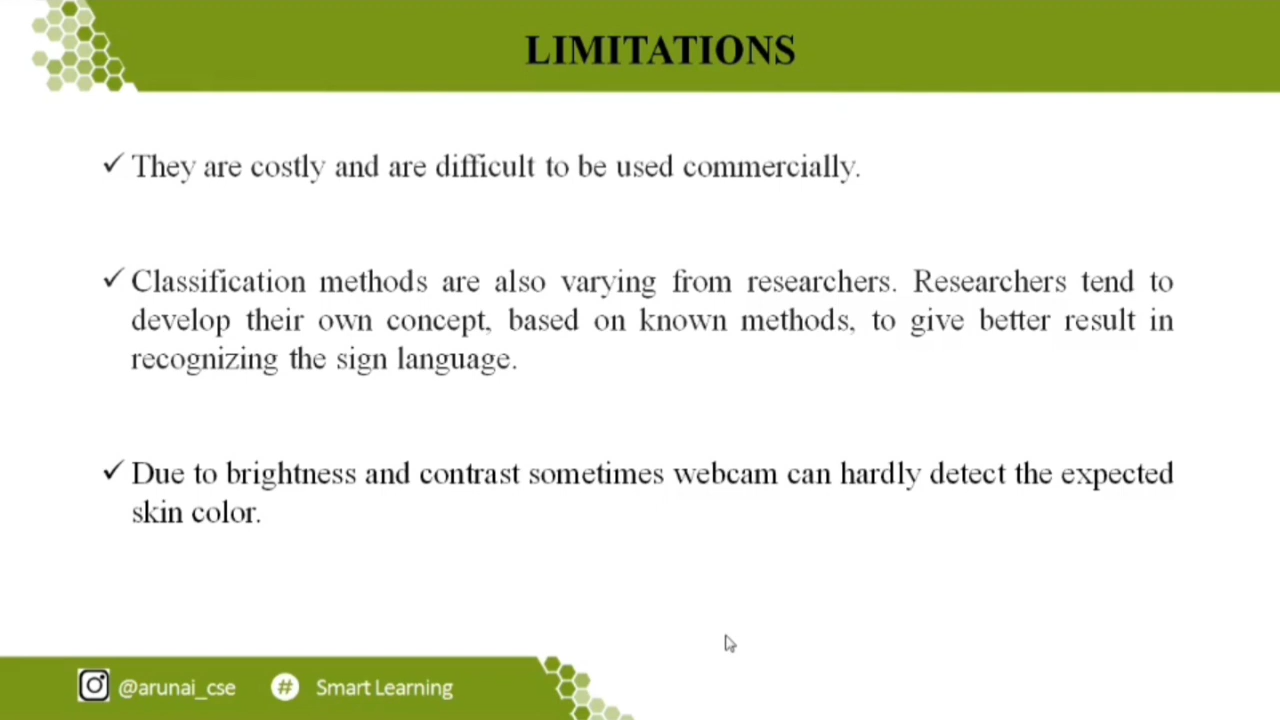 LIMITATIONS
✓ They are costly and are difficult to be used commercially.
✓ Classification methods are also varying from researchers. Researchers tend to
develop their own concept, based on known methods, to give better result in
recognizing the sign language.
✓ Due to brightness and contrast sometimes webcam can hardly detect the expected
skin color.
@arunai_cse # Smart Learning